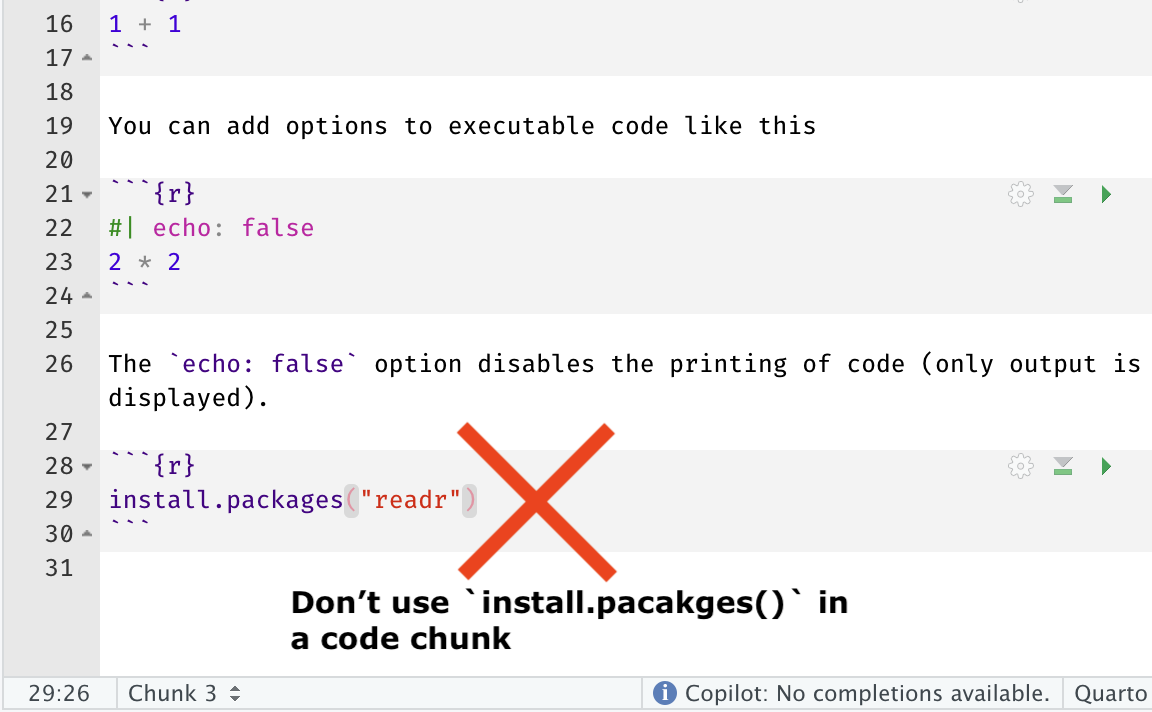 16 1 + 1
17 ```
18
19 You can add options to executable code like this
20
21 ```{r}
22 #| echo: false
23 2 * 2
24 ```
25
26 The `echo: false` option disables the printing of code (only output is
displayed).
27
28 ```{r}
29 install.packages("readr")
30 ```
31
Don’t use `install.pacakges()` in
a code chunk
29:26 Chunk 3 Copilot: No completions available. Quarto